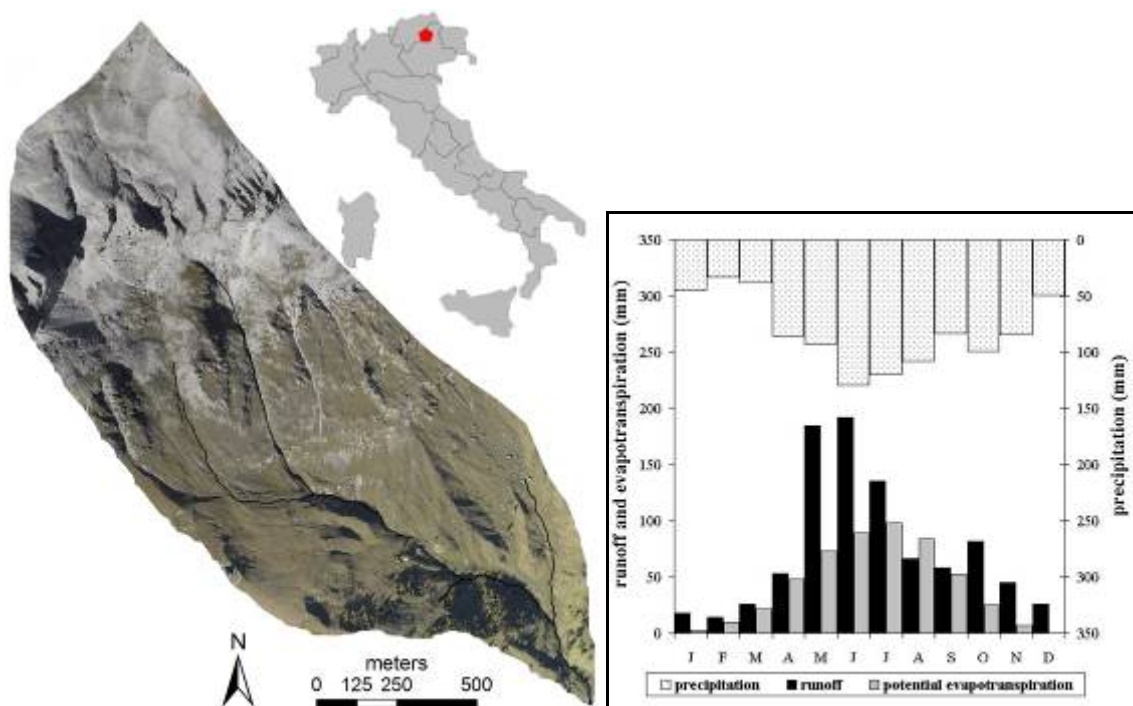 N
meters
0 125 250 500
350
300
250
200
150
100
50
0
runoff and evapotranspiration (mm)
0
50
100
150
200
250
300
350
precipitation (mm)
J F M A M J J A S O N D
precipitation runoff potential evapotranspiration